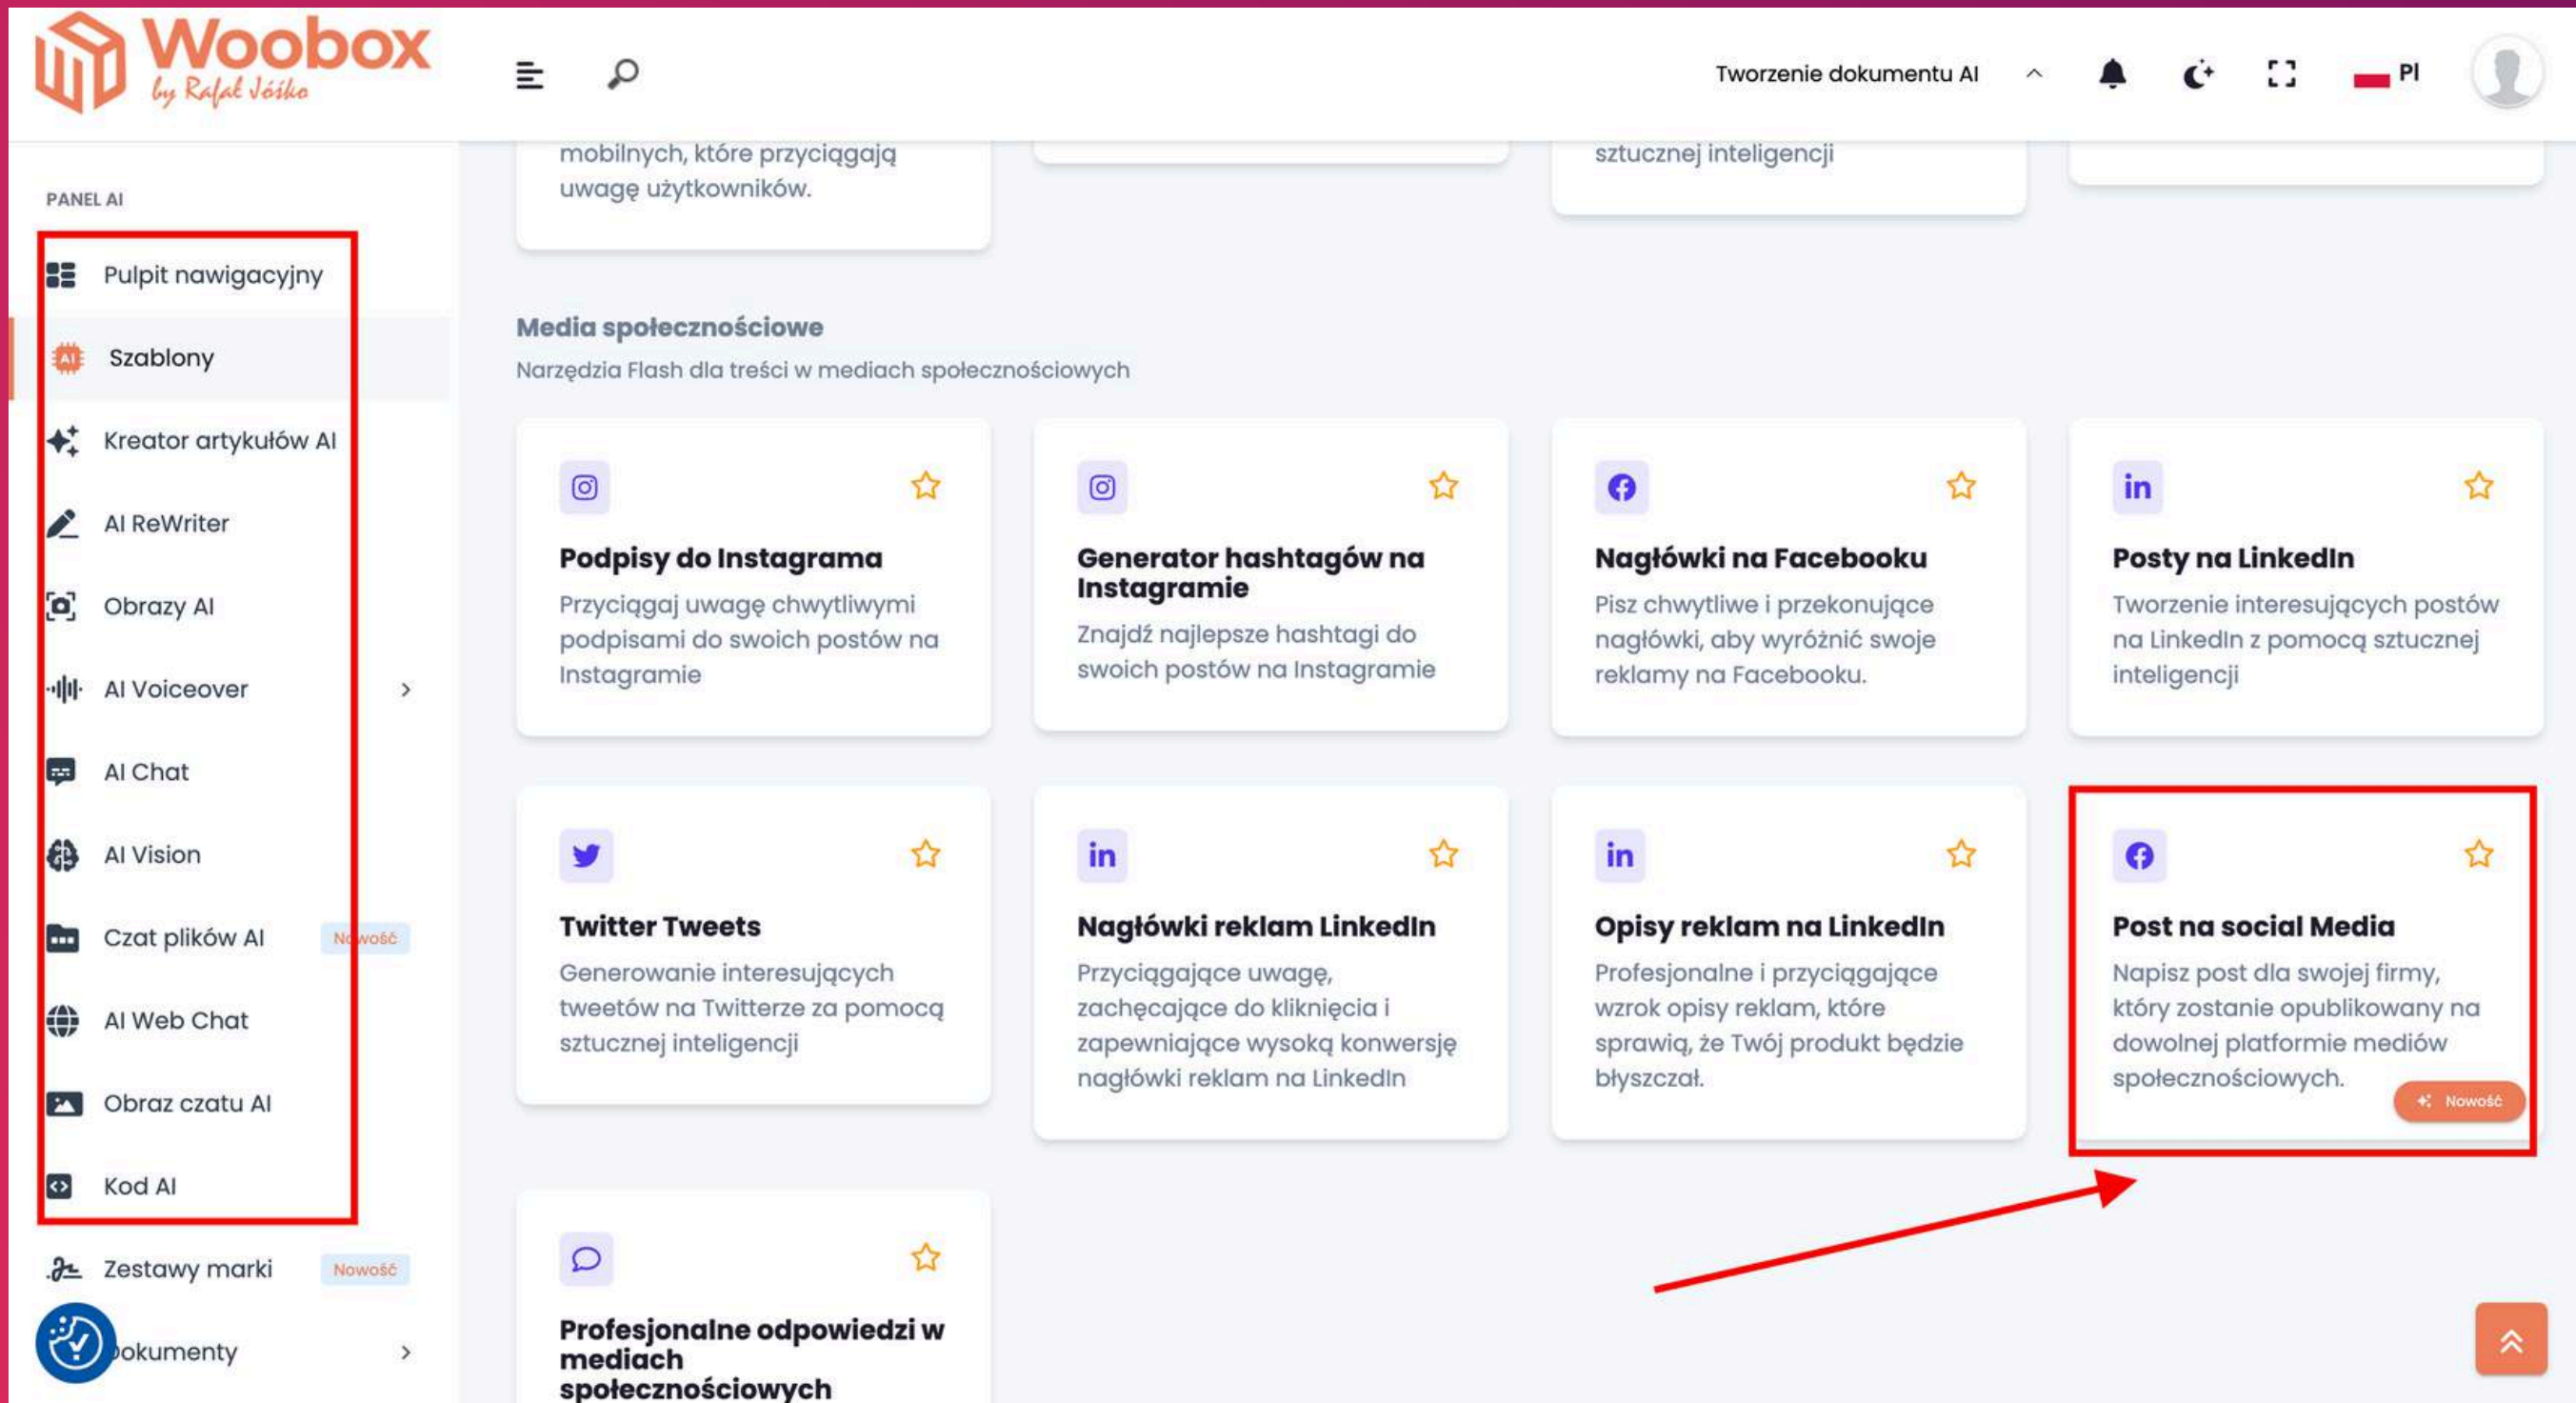 Woobox
by Rafał Jóśko
Tworzenie dokumentu AI
Pl
PANEL AI
Pulpit nawigacyjny
AI
Szablony
Kreator artykułów AI
AI ReWriter
Obrazy AI
AI Voiceover
AI Chat
AI Vision
Czat plików AI
Nowość
AI Web Chat
Obraz czatu AI
Kod AI
Zestawy marki
Nowość
okumenty
mobilnych, które przyciągają
uwagę użytkowników.
sztucznej inteligencji
Media społecznościowe
Narzędzia Flash dla treści w mediach społecznościowych
Podpisy do Instagrama
Przyciągaj uwagę chwytliwymi
podpisami do swoich postów na
Instagramie
Generator hashtagów na
Instagramie
Znajdź najlepsze hashtagi do
swoich postów na Instagramie
Nagłówki na Facebooku
Pisz chwytliwe i przekonujące
nagłówki, aby wyróżnić swoje
reklamy na Facebooku.
in
Posty na LinkedIn
Tworzenie interesujących postów
na LinkedIn z pomocą sztucznej
inteligencji
Twitter Tweets
Generowanie interesujących
tweetów na Twitterze za pomocą
sztucznej inteligencji
in
Nagłówki reklam LinkedIn
Przyciągające uwagę,
zachęcające do kliknięcia i
zapewniające wysoką konwersję
nagłówki reklam na LinkedIn
in
Opisy reklam na LinkedIn
Profesjonalne i przyciągające
wzrok opisy reklam, które
sprawią, że Twój produkt będzie
błyszczał.
Post na social Media
Napisz post dla swojej firmy,
który zostanie opublikowany na
dowolnej platformie mediów
społecznościowych.
Nowość
Profesjonalne odpowiedzi w
mediach
społecznościowych